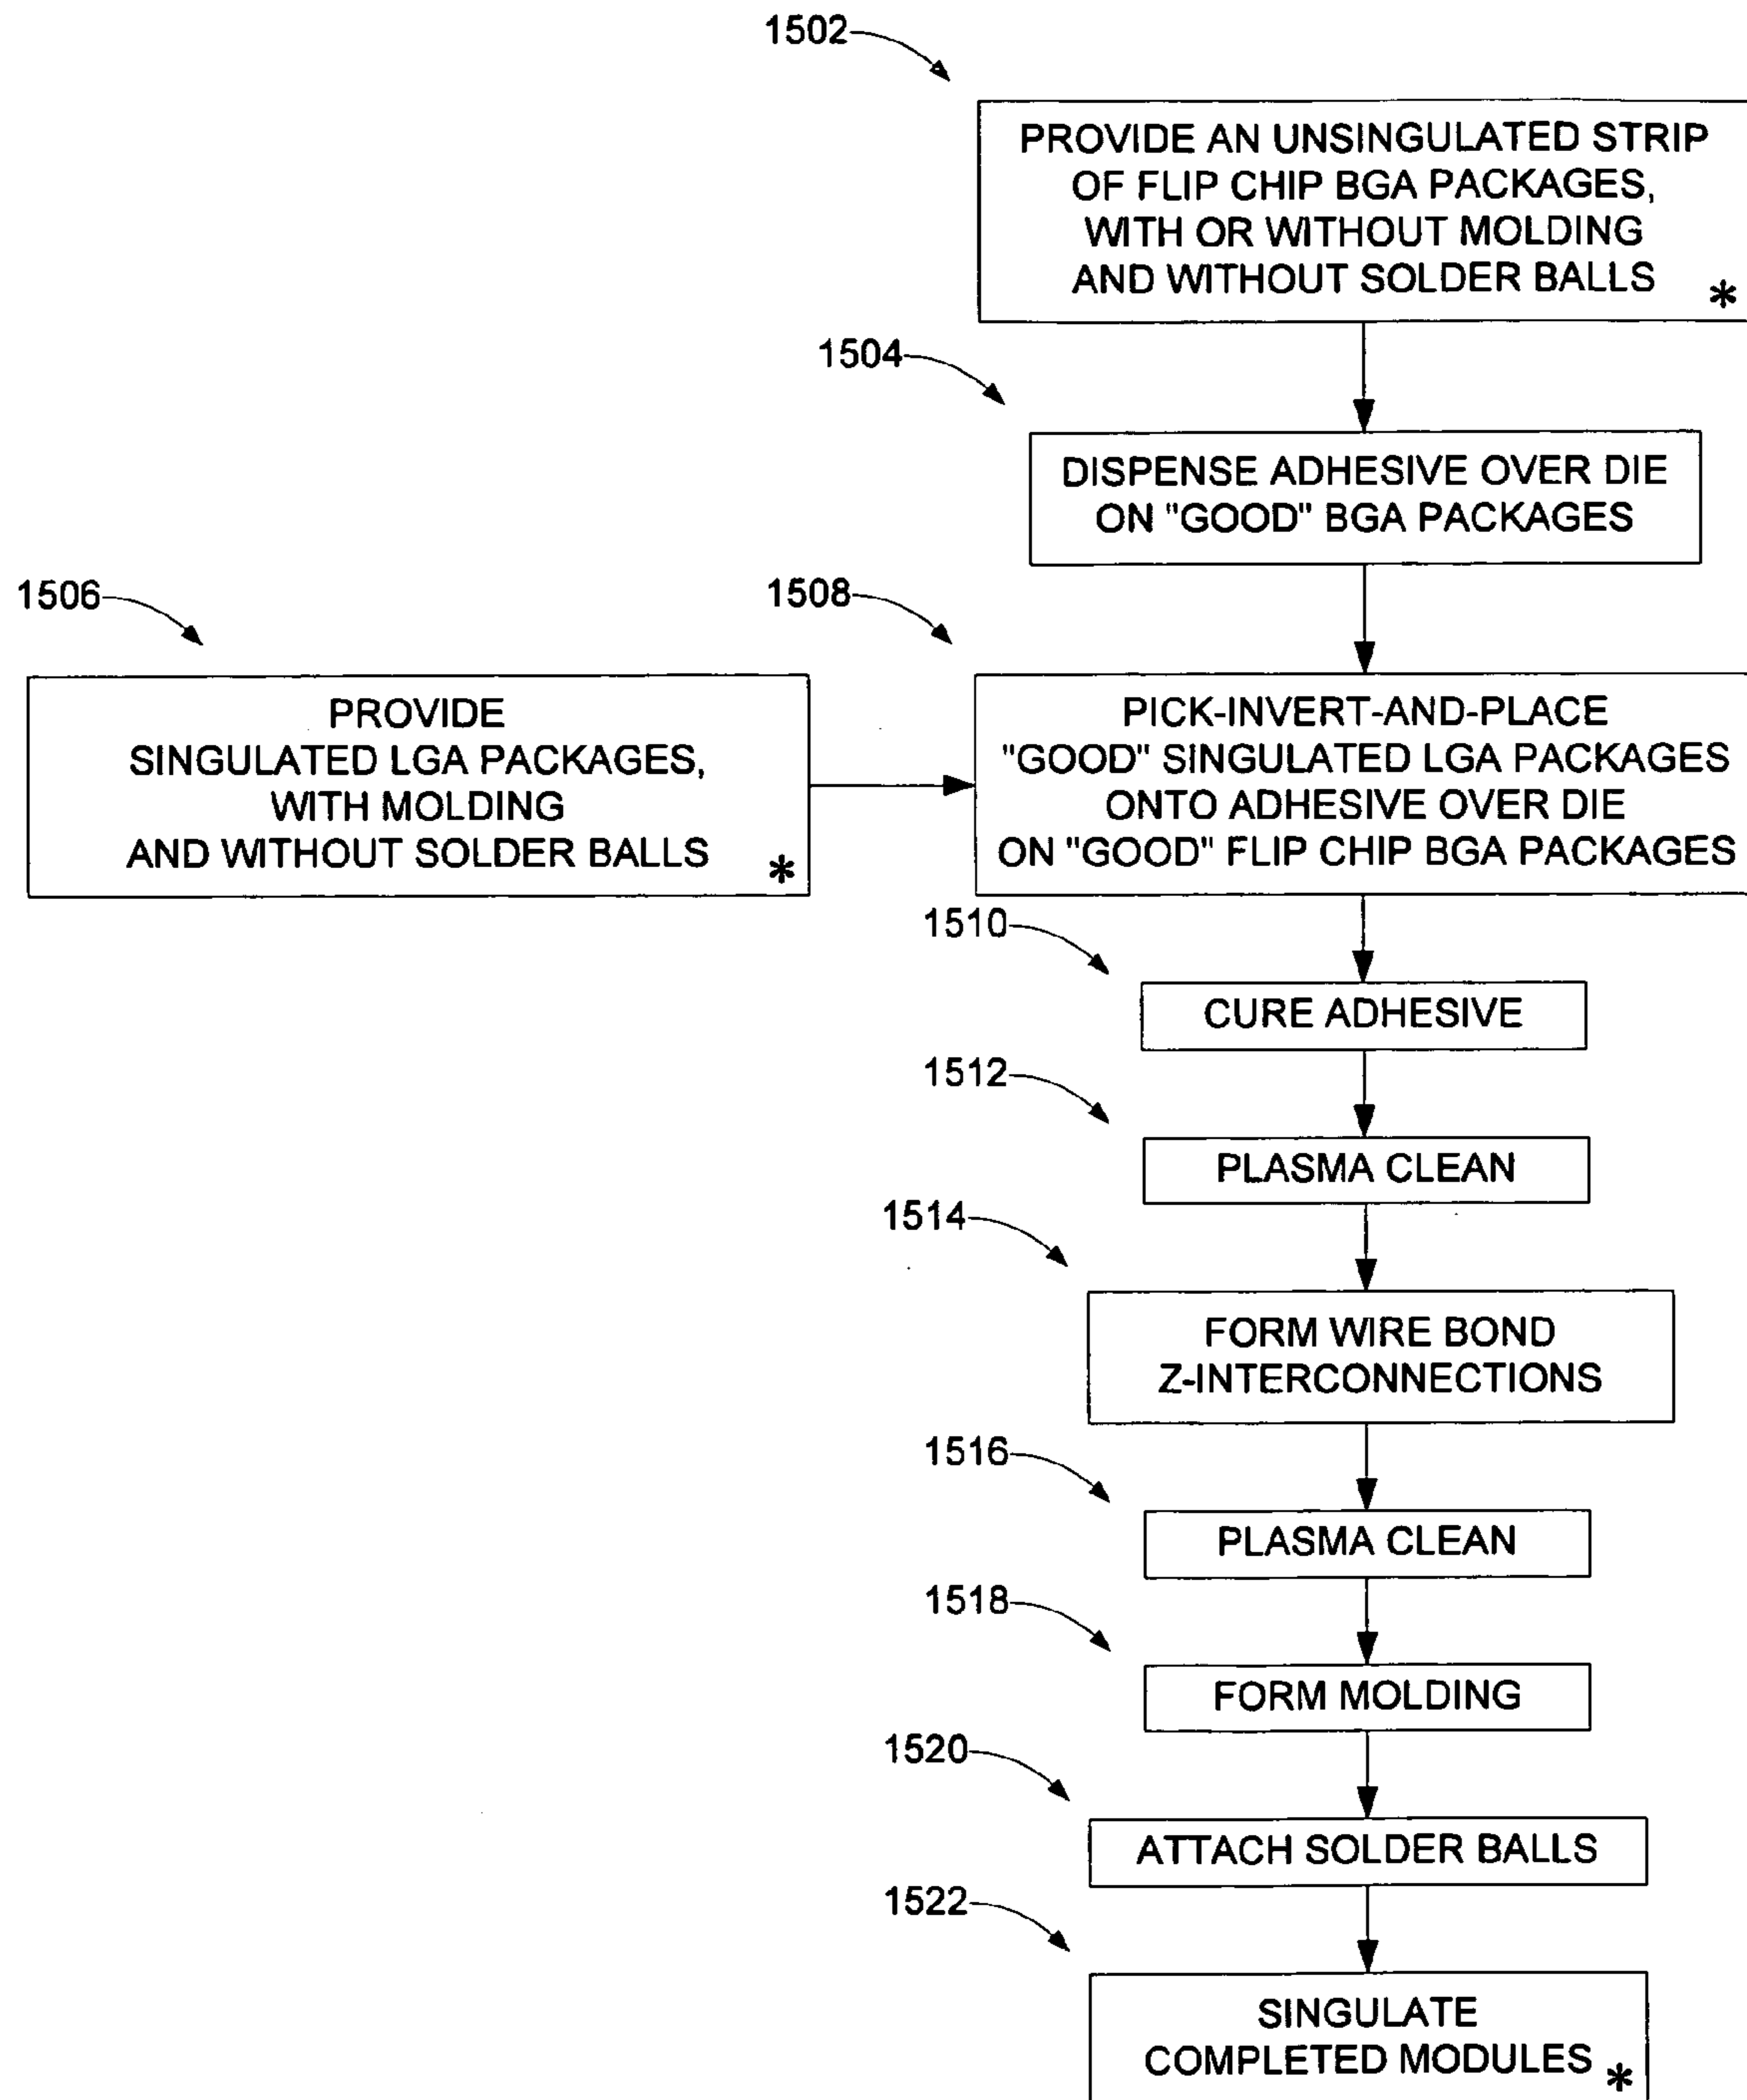 1502
PROVIDE AN UNSINGULATED STRIP
OF FLIP CHIP BGA PACKAGES,
WITH OR WITHOUT MOLDING
AND WITHOUT SOLDER BALLS *
1504
DISPENSE ADHESIVE OVER DIE
ON "GOOD" BGA PACKAGES
1506
PROVIDE
SINGULATED LGA PACKAGES,
WITH MOLDING
AND WITHOUT SOLDER BALLS *
1508
PICK-INVERT-AND-PLACE
"GOOD" SINGULATED LGA PACKAGES
ONTO ADHESIVE OVER DIE
ON "GOOD" FLIP CHIP BGA PACKAGES
1510
CURE ADHESIVE
1512
PLASMA CLEAN
1514
FORM WIRE BOND
Z-INTERCONNECTIONS
1516
PLASMA CLEAN
1518
FORM MOLDING
1520
ATTACH SOLDER BALLS
1522
SINGULATE
COMPLETED MODULES *